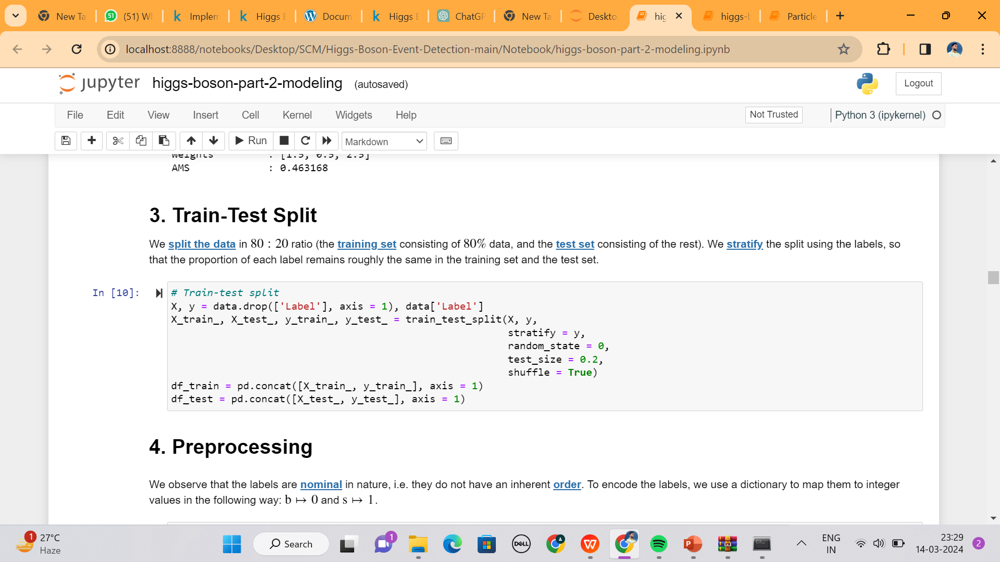 New Ta
51
(51) W
Implem
Higgs E
Docum
Higgs E
ChatGP
New Ta
Deskto
hig
higgs-b
Particle
localhost:8888/notebooks/Desktop/SCM/Higgs-Boson-Event-Detection-main/Notebook/higgs-boson-part-2-modeling.ipynb
jupyter higgs-boson-part-2-modeling (autosaved)
Logout
File Edit View Insert Cell Kernel Widgets Help
Not Trusted
Python 3 (ipykernel)
Run
Markdown
Weights : [1.5, 0.5, 2.5]
AMS : 0.463168
3. Train-Test Split
We split the data in 80 : 20 ratio (the training set consisting of 80% data, and the test set consisting of the rest). We stratify the split using the labels, so
that the proportion of each label remains roughly the same in the training set and the test set.
In [10]:
# Train-test split
X, y = data.drop(['Label'], axis = 1), data['Label']
X_train_, X_test_, y_train_, y_test_ = train_test_split(X, y,
stratify = y,
random_state = 0,
test_size = 0.2,
shuffle = True)
df_train = pd.concat([X_train_, y_train_], axis = 1)
df_test = pd.concat([X_test_, y_test_], axis = 1)
4. Preprocessing
We observe that the labels are nominal in nature, i.e. they do not have an inherent order. To encode the labels, we use a dictionary to map them to integer
values in the following way: b ↦ 0 and s ↦ 1.
1
27°C
Haze
Search
1
DELL
ENG
IN
23:29
14-03-2024
2